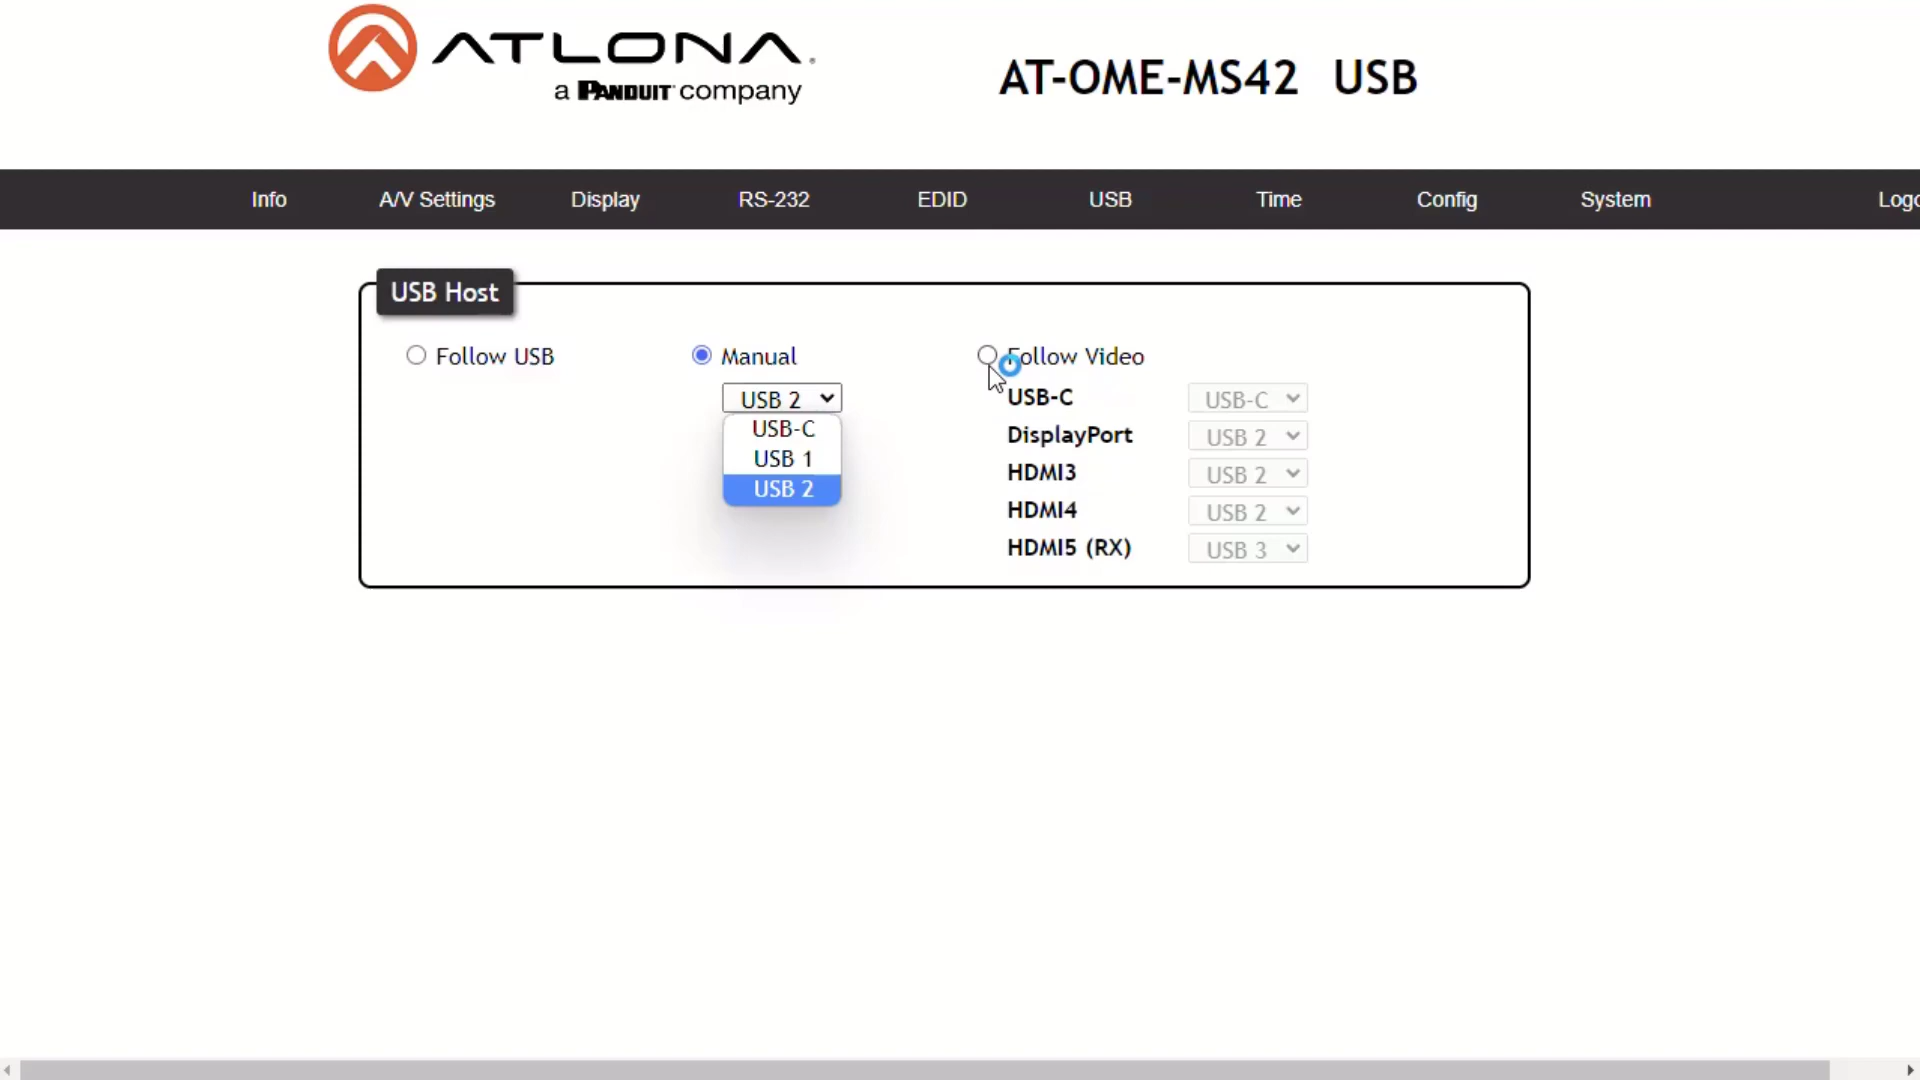 ATLONA
a PANDUIT company
AT-OME-MS42 USB
Info A/V Settings Display RS-232 EDID USB Time Config System Logo
USB Host
Follow USB
Manual
USB 2
USB-C
USB 1
USB 2
Follow Video
USB-C USB-C
DisplayPort USB 2
HDMI3 USB 2
HDMI4 USB 2
HDMI5 (RX) USB 3